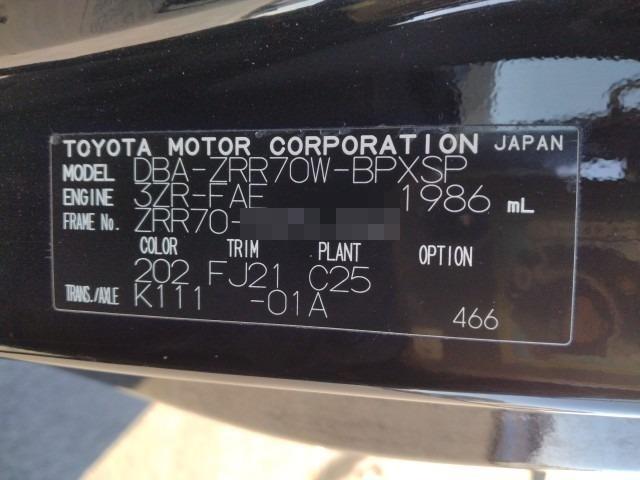 TOYOTA MOTOR CORPORATION JAPAN
MODEL DBA-ZRR70W-BPXSP
ENGINE 3ZR-FAE 1986 mL
FRAME No. ZRR70-
COLOR TRIM PLANT OPTION
202 FJ21 C25
TRANS./AXLE K111 -01A
466